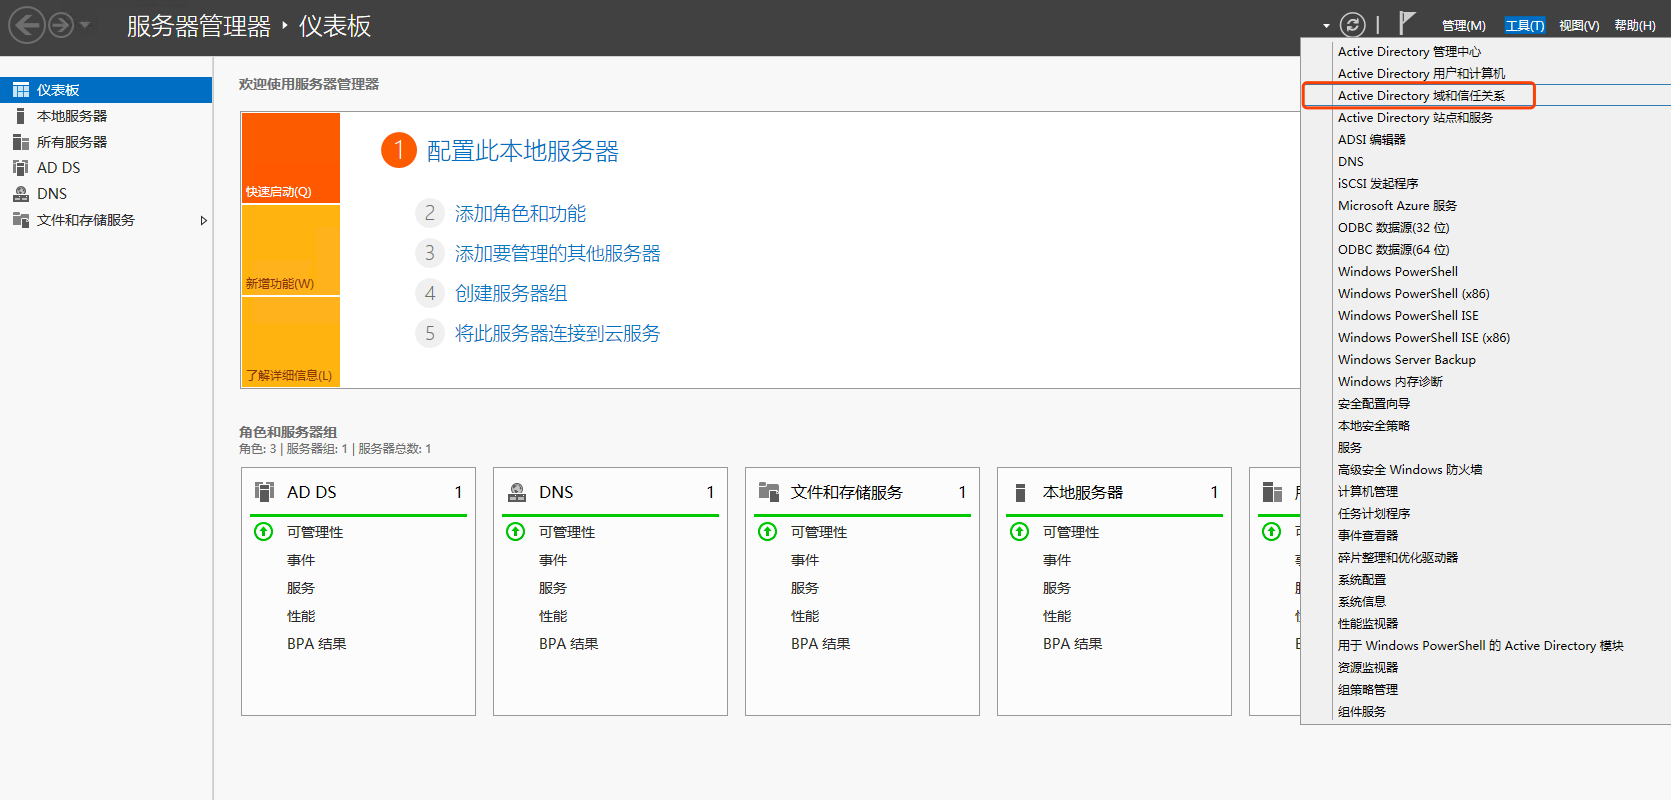 服务器管理器 ‣ 仪表板
管理(M) 工具(T) 视图(V) 帮助(H)
仪表板
本地服务器
所有服务器
AD DS
DNS
文件和存储服务
欢迎使用服务器管理器
快速启动(Q)
新增功能(W)
了解详细信息(L)
1 配置此本地服务器
2 添加角色和功能
3 添加要管理的其他服务器
4 创建服务器组
5 将此服务器连接到云服务
角色和服务器组
角色: 3 | 服务器组: 1 | 服务器总数: 1
AD DS 1
可管理性
事件
服务
性能
BPA 结果
DNS 1
可管理性
事件
服务
性能
BPA 结果
文件和存储服务 1
可管理性
事件
服务
性能
BPA 结果
本地服务器 1
可管理性
事件
服务
性能
BPA 结果
Active Directory 管理中心
Active Directory 用户和计算机
Active Directory 域和信任关系
Active Directory 站点和服务
ADSI 编辑器
DNS
iSCSI 发起程序
Microsoft Azure 服务
ODBC 数据源(32 位)
ODBC 数据源(64 位)
Windows PowerShell
Windows PowerShell (x86)
Windows PowerShell ISE
Windows PowerShell ISE (x86)
Windows Server Backup
Windows 内存诊断
安全配置向导
本地安全策略
服务
高级安全 Windows 防火墙
计算机管理
任务计划程序
事件查看器
碎片整理和优化驱动器
系统配置
系统信息
性能监视器
用于 Windows PowerShell 的 Active Directory 模块
资源监视器
组策略管理
组件服务